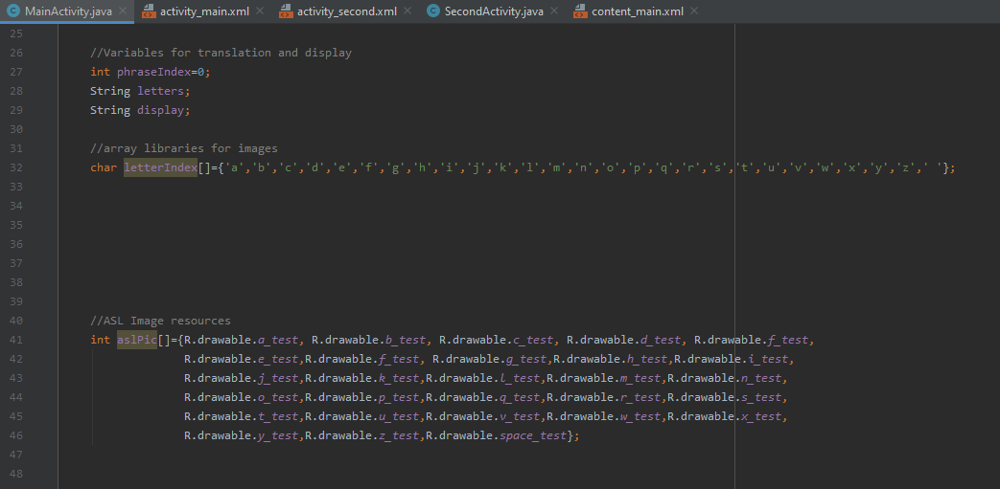 MainActivity.java activity_main.xml activity_second.xml SecondActivity.java content_main.xml
25
26 //Variables for translation and display
27 int phraseIndex=0;
28 String letters;
29 String display;
30
31 //array libraries for images
32 char letterIndex[]={'a','b','c','d','e','f','g','h','i','j','k','l','m','n','o','p','q','r','s','t','u','v','w','x','y','z',' '};
33
34
35
36
37
38
39
40 //ASL Image resources
41 int aslPic[]={R.drawable.a_test, R.drawable.b_test, R.drawable.c_test, R.drawable.d_test, R.drawable.f_test,
42 R.drawable.e_test,R.drawable.f_test, R.drawable.g_test,R.drawable.h_test,R.drawable.i_test,
43 R.drawable.j_test,R.drawable.k_test,R.drawable.l_test,R.drawable.m_test,R.drawable.n_test,
44 R.drawable.o_test,R.drawable.p_test,R.drawable.q_test,R.drawable.r_test,R.drawable.s_test,
45 R.drawable.t_test,R.drawable.u_test,R.drawable.v_test,R.drawable.w_test,R.drawable.x_test,
46 R.drawable.y_test,R.drawable.z_test,R.drawable.space_test};
47
48